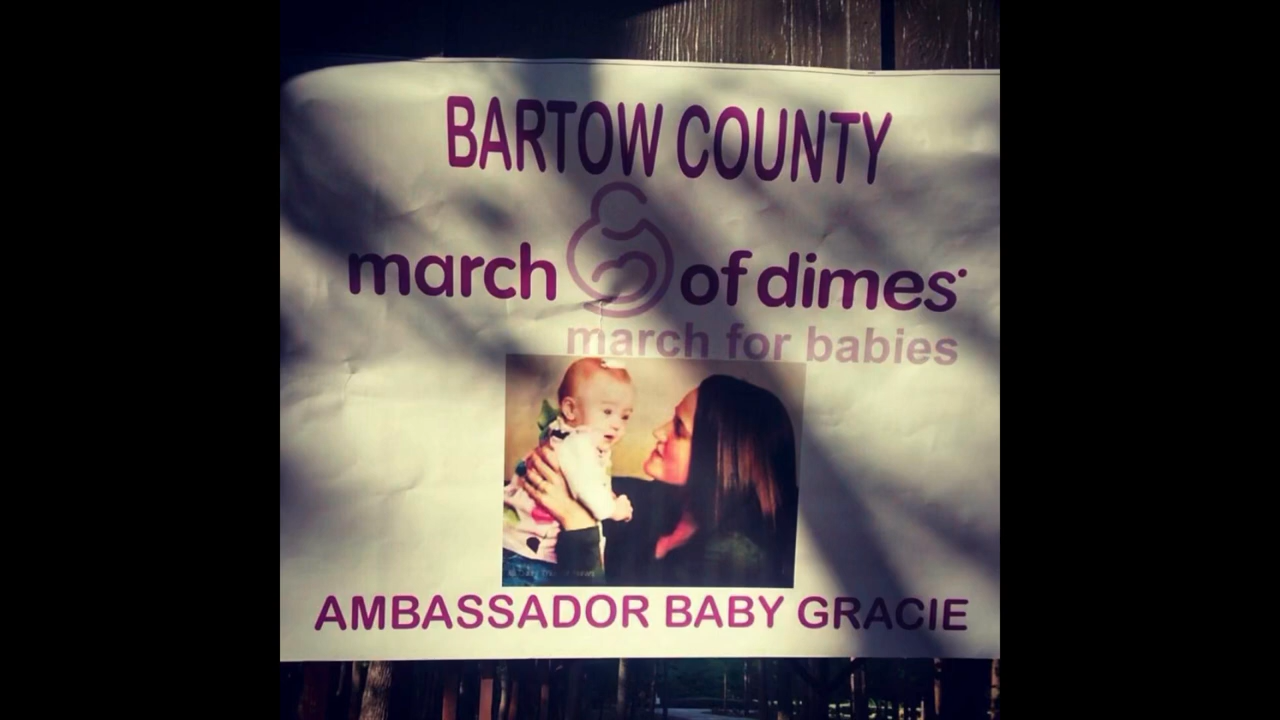 BARTOW COUNTY
march of dimes
march for babies
AMBASSADOR BABY GRACIE